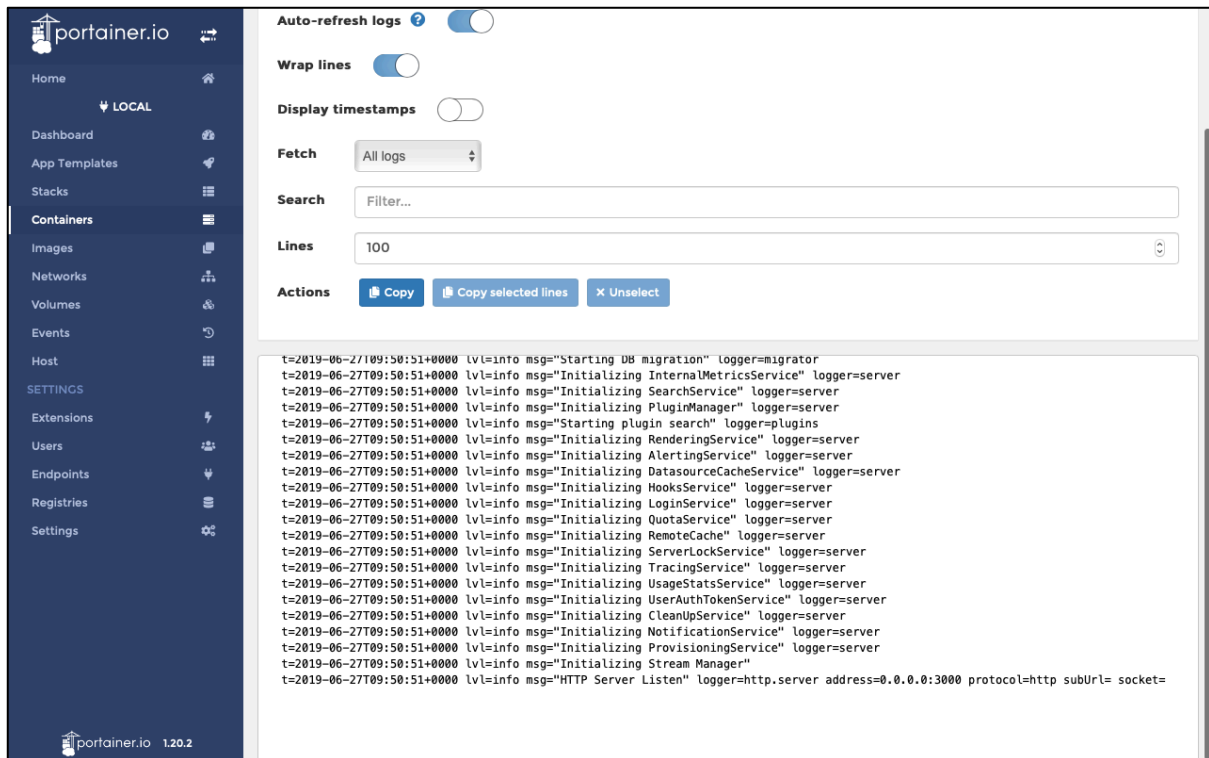 portainer.io
Home
LOCAL
Dashboard
App Templates
Stacks
Containers
Images
Networks
Volumes
Events
Host
SETTINGS
Extensions
Users
Endpoints
Registries
Settings
portainer.io 1.20.2
Auto-refresh logs ?
Wrap lines
Display timestamps
Fetch All logs
Search Filter...
Lines 100
Actions Copy Copy selected lines × Unselect
t=2019-06-27T09:50:51+0000 lvl=info msg="Starting DB migration" logger=migrator
t=2019-06-27T09:50:51+0000 lvl=info msg="Initializing InternalMetricsService" logger=server
t=2019-06-27T09:50:51+0000 lvl=info msg="Initializing SearchService" logger=server
t=2019-06-27T09:50:51+0000 lvl=info msg="Initializing PluginManager" logger=server
t=2019-06-27T09:50:51+0000 lvl=info msg="Starting plugin search" logger=plugins
t=2019-06-27T09:50:51+0000 lvl=info msg="Initializing RenderingService" logger=server
t=2019-06-27T09:50:51+0000 lvl=info msg="Initializing AlertingService" logger=server
t=2019-06-27T09:50:51+0000 lvl=info msg="Initializing DatasourceCacheService" logger=server
t=2019-06-27T09:50:51+0000 lvl=info msg="Initializing HooksService" logger=server
t=2019-06-27T09:50:51+0000 lvl=info msg="Initializing LoginService" logger=server
t=2019-06-27T09:50:51+0000 lvl=info msg="Initializing QuotaService" logger=server
t=2019-06-27T09:50:51+0000 lvl=info msg="Initializing RemoteCache" logger=server
t=2019-06-27T09:50:51+0000 lvl=info msg="Initializing ServerLockService" logger=server
t=2019-06-27T09:50:51+0000 lvl=info msg="Initializing TracingService" logger=server
t=2019-06-27T09:50:51+0000 lvl=info msg="Initializing UsageStatsService" logger=server
t=2019-06-27T09:50:51+0000 lvl=info msg="Initializing UserAuthTokenService" logger=server
t=2019-06-27T09:50:51+0000 lvl=info msg="Initializing CleanUpService" logger=server
t=2019-06-27T09:50:51+0000 lvl=info msg="Initializing NotificationService" logger=server
t=2019-06-27T09:50:51+0000 lvl=info msg="Initializing ProvisioningService" logger=server
t=2019-06-27T09:50:51+0000 lvl=info msg="Initializing Stream Manager"
t=2019-06-27T09:50:51+0000 lvl=info msg="HTTP Server Listen" logger=http.server address=0.0.0.0:3000 protocol=http subUrl= socket=